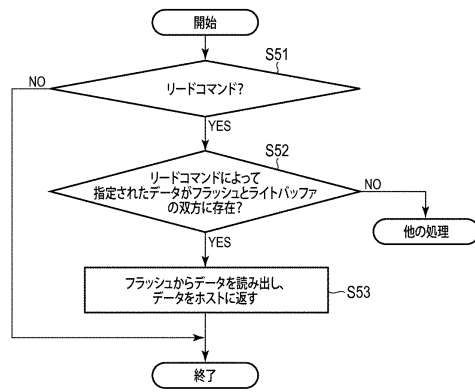 開始
S51
NO
リードコマンド?
YES
S52
リードコマンドによって
指定されたデータがフラッシュとライトバッファ
の双方に存在?
NO
YES
他の処理
フラッシュからデータを読み出し、
データをホストに返す
S53
終了